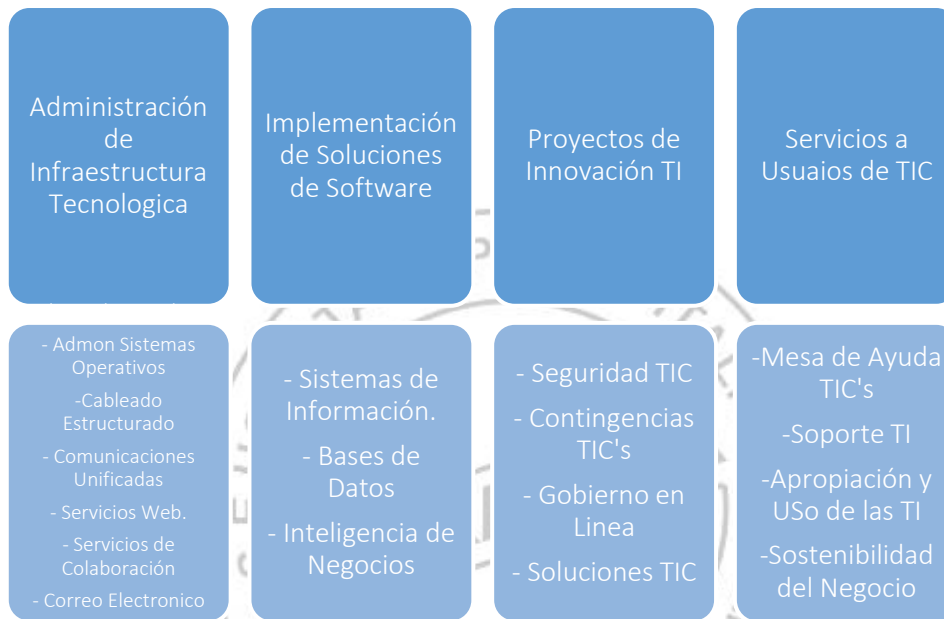 Administración
de
Infraestructura
Tecnologica
Implementación
de Soluciones
de Software
Proyectos de
Innovación TI
Servicios a
Usuaios de TIC
- Admon Sistemas
Operativos
-Cableado
Estructurado
- Comunicaciones
Unificadas
- Servicios Web.
- Servicios de
Colaboración
- Correo Electronico
- Sistemas de
Información.
- Bases de
Datos
- Inteligencia de
Negocios
- Seguridad TIC
- Contingencias
TIC's
- Gobierno en
Linea
- Soluciones TIC
-Mesa de Ayuda
TIC's
-Soporte TI
-Apropiación y
USo de las TI
-Sostenibilidad
del Negocio